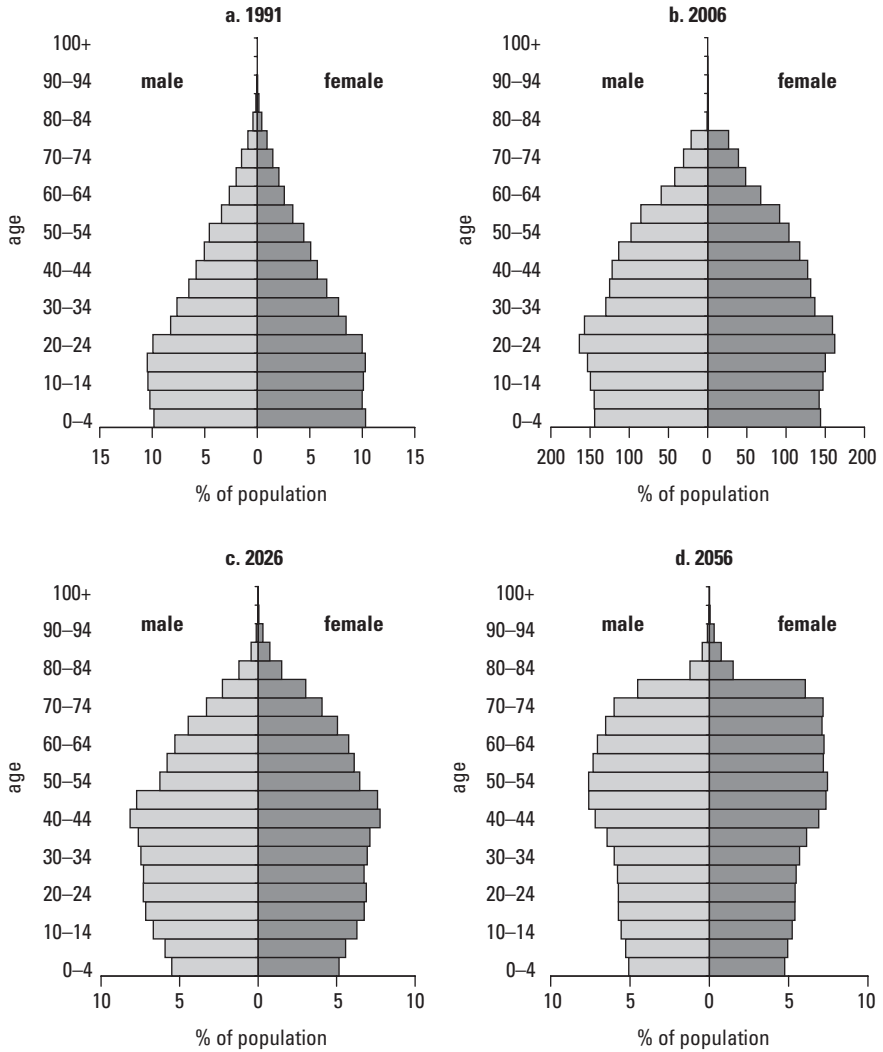 a. 1991
100+
90–94
male
female
80–84
70–74
60–64
50–54
40–44
30–34
20–24
10–14
0–4
age
15 10 5 0 5 10 15
% of population
b. 2006
100+
90–94
male
female
80–84
70–74
60–64
50–54
40–44
30–34
20–24
10–14
0–4
age
200 150 100 50 0 50 100 150 200
% of population
c. 2026
100+
90–94
male
female
80–84
70–74
60–64
50–54
40–44
30–34
20–24
10–14
0–4
age
10 5 0 5 10
% of population
d. 2056
100+
90–94
male
female
80–84
70–74
60–64
50–54
40–44
30–34
20–24
10–14
0–4
age
10 5 0 5 10
% of population